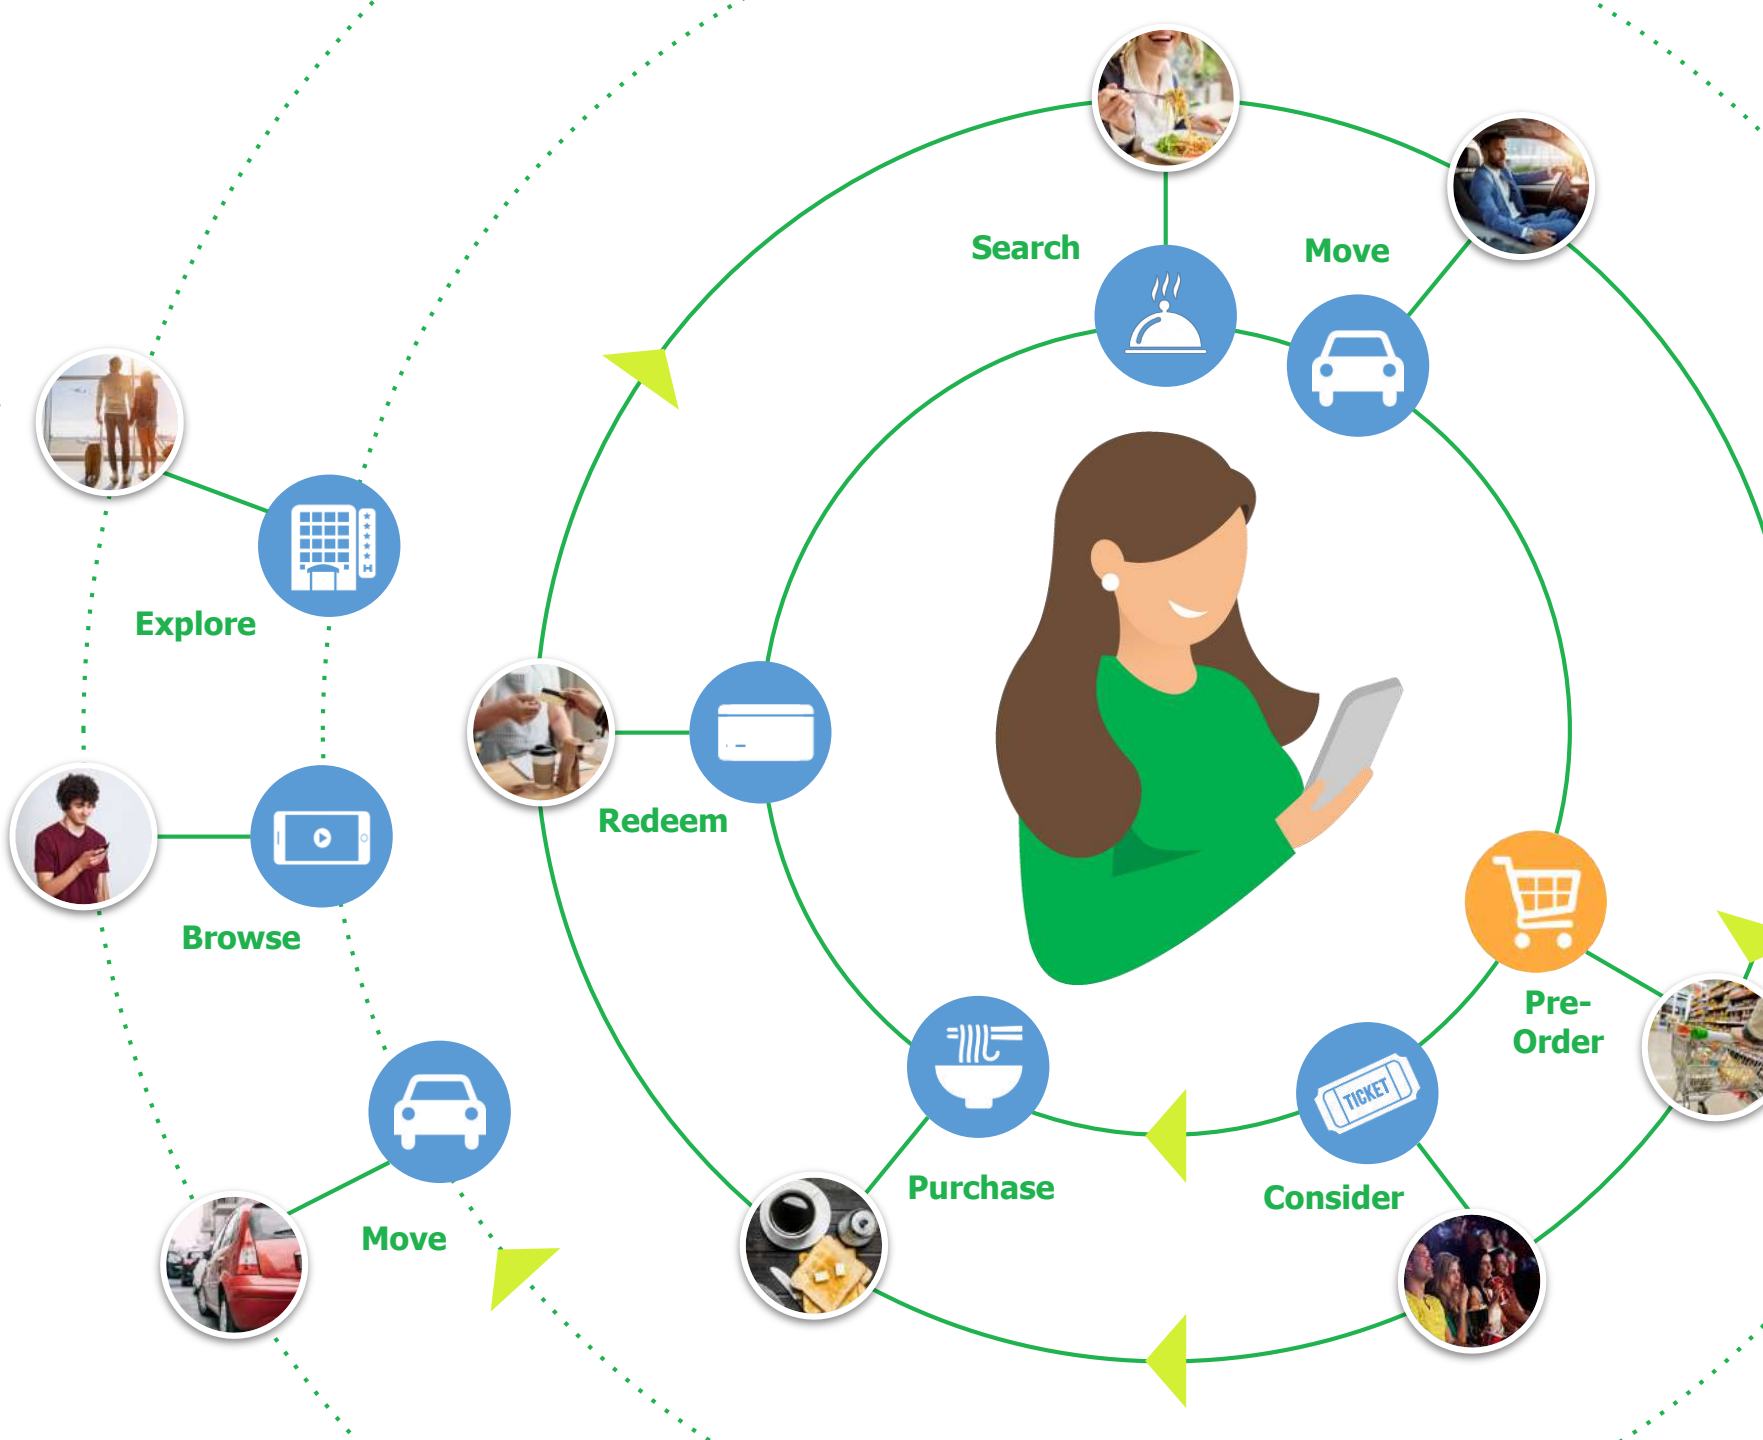 Search
Move
Explore
H
Redeem
Browse
Pre-
Order
TICKET
Purchase
Consider
Move